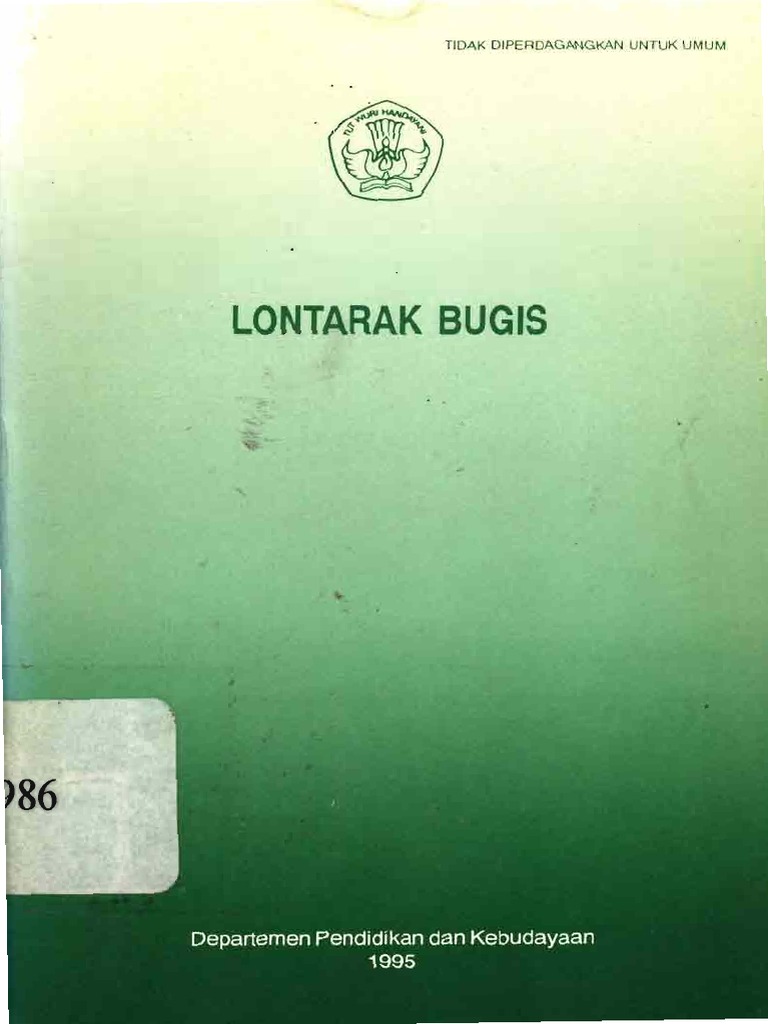 TIDAK DIPERDAGANGKAN UNTUK UMUM
TUT WURI HANDAYANI
LONTARAK BUGIS
986
Departemen Pendidikan dan Kebudayaan
1995